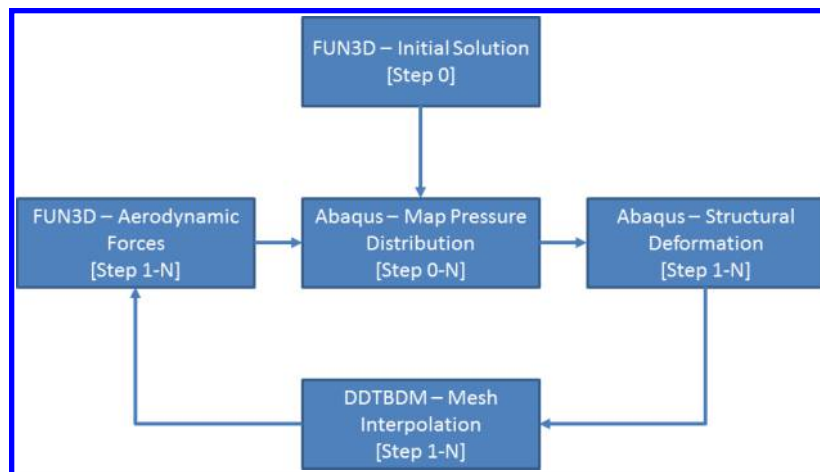 FUN3D – Initial Solution
[Step 0]
FUN3D – Aerodynamic
Forces
[Step 1-N]
Abaqus – Map Pressure
Distribution
[Step 0-N]
Abaqus – Structural
Deformation
[Step 1-N]
DDTBDM – Mesh
Interpolation
[Step 1-N]